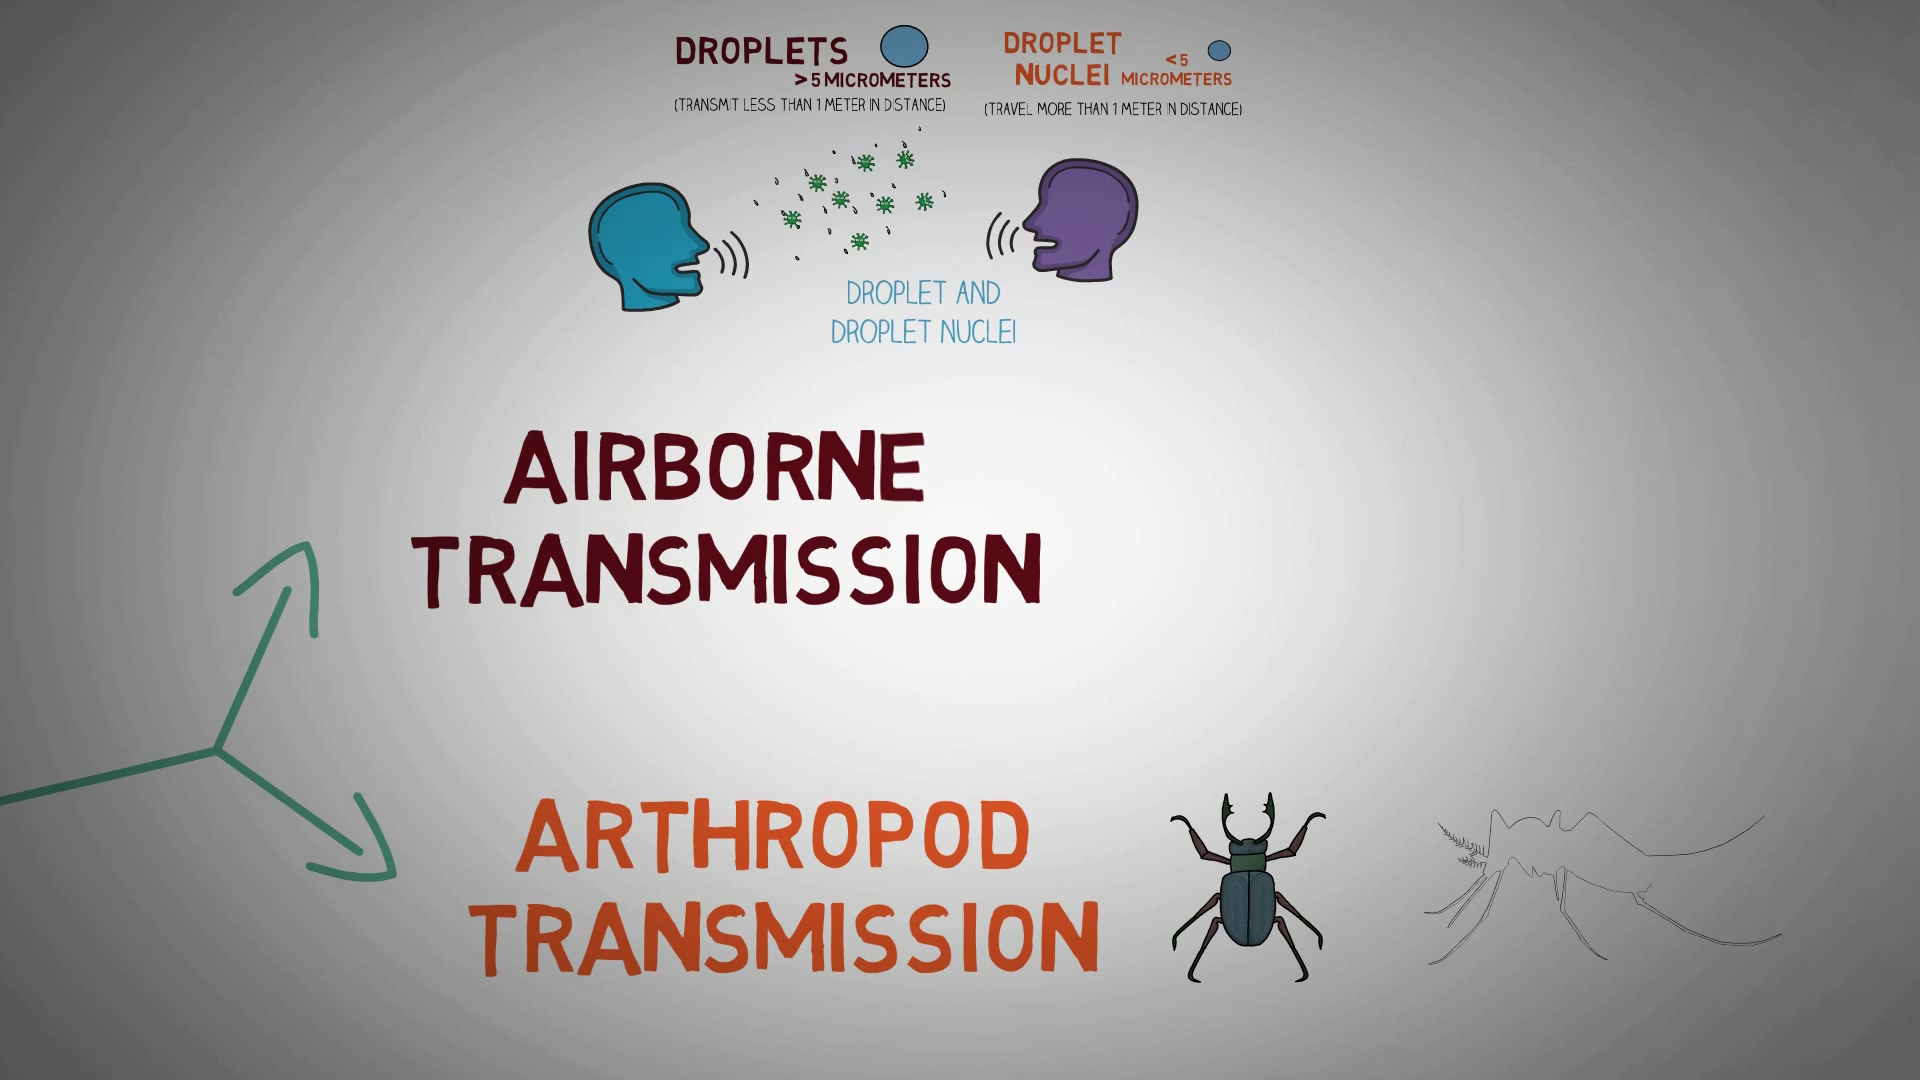 DROPLETS
> 5 MICROMETERS
(TRANSMIT LESS THAN 1 METER IN DISTANCE)
DROPLET
NUCLEI
< 5
MICROMETERS
(TRAVEL MORE THAN 1 METER IN DISTANCE)
DROPLET AND
DROPLET NUCLEI
AIRBORNE
TRANSMISSION
ARTHROPOD
TRANSMISSION